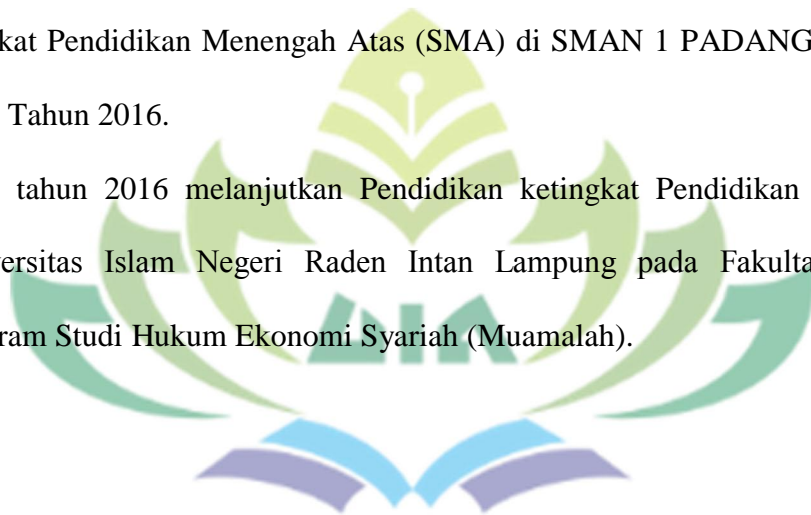 kat Pendidikan Menengah Atas (SMA) di SMAN 1 PADANG
Tahun 2016.
tahun 2016 melanjutkan Pendidikan ketingkat Pendidikan
versitas Islam Negeri Raden Intan Lampung pada Fakulta
ram Studi Hukum Ekonomi Syariah (Muamalah).